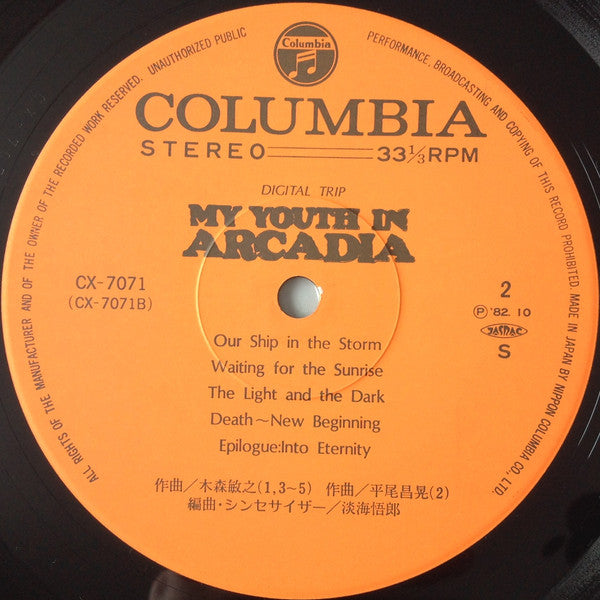 ALL RIGHTS OF THE MANUFACTURER AND OF THE OWNER OF THE RECORDED WORK RESERVED. UNAUTHORIZED PUBLIC PERFORMANCE, BROADCASTING AND COPYING OF THIS RECORD PROHIBITED. MADE IN JAPAN BY NIPPON COLUMBIA CO., LTD.
Columbia
COLUMBIA
STEREO 33⅓RPM
DIGITAL TRIP
MY YOUTH IN
ARCADIA
CX-7071
(CX-7071B)
2
Ⓟ'82.10
JASRAC
S
Our Ship in the Storm
Waiting for the Sunrise
The Light and the Dark
Death~New Beginning
Epilogue:Into Eternity
作曲/木森敏之(1,3~5) 作曲/平尾昌晃(2)
編曲・シンセサイザー/淡海悟郎